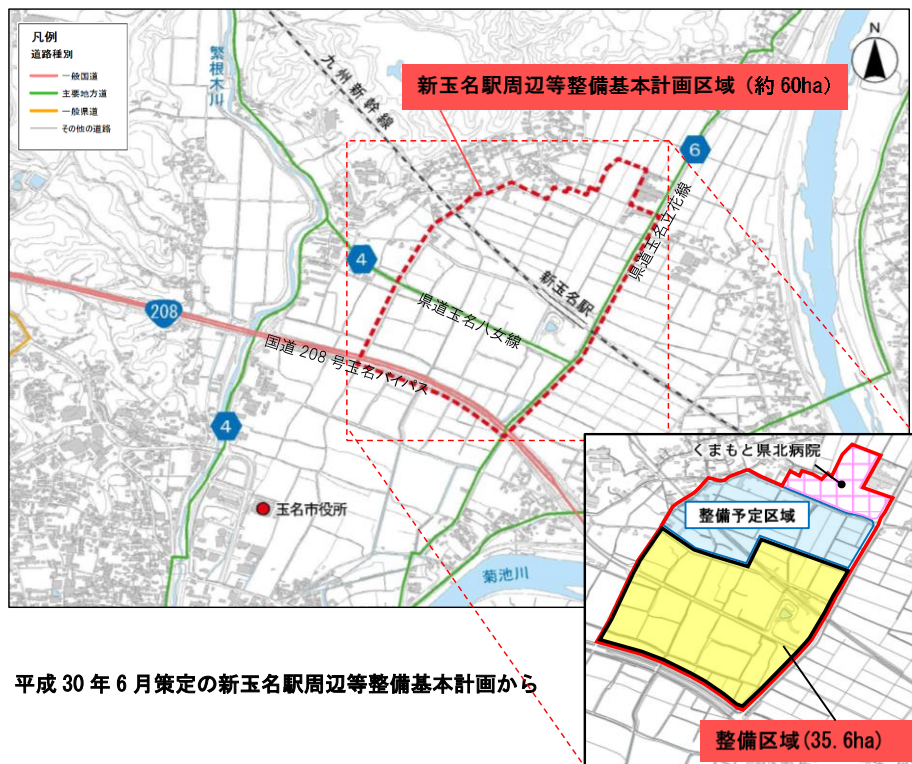 凡例
道路種別
一般国道
主要地方道
一般県道
その他の道路
繁根木川
九州新幹線
新玉名駅周辺等整備基本計画区域（約60ha）
N
6
県道玉名立花線
4
新玉名駅
県道玉名八女線
208
国道208号玉名バイパス
4
玉名市役所
菊池川
くまもと県北病院
整備予定区域
整備区域(35.6ha)
平成30年6月策定の新玉名駅周辺等整備基本計画から